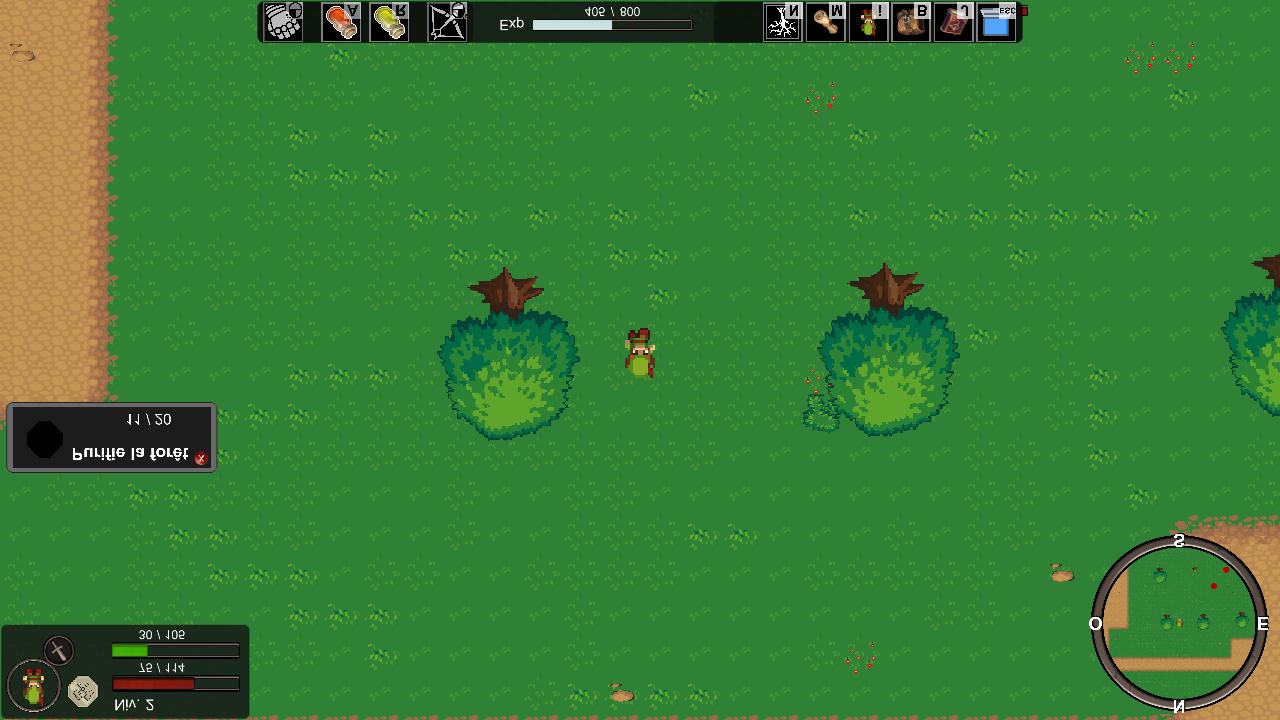 A R Exp 405 / 800 N M I B J ESC
Purifie la forêt
x
11 / 20
S
O E
N
Niv. 2
75 / 114
30 / 105